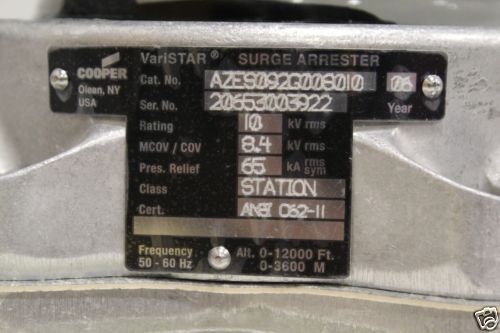 VariSTAR® SURGE ARRESTER
COOPER
Olean, NY
USA
Cat. No. AZES092G006010 06
Ser. No. 20653003922 Year
Rating 10 kV rms
MCOV / COV 8.4 kV rms
Pres. Relief 65 kA rms sym
Class STATION
Cert. ANSI C62-11
Frequency Alt. 0-12000 Ft.
50 - 60 Hz 0-3600 M
ebY